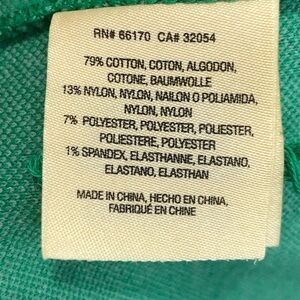 RN# 66170 CA# 32054
79% COTTON, COTON, ALGODON,
COTONE, BAUMWOLLE
13% NYLON, NYLON, NAILON O POLIAMIDA,
NYLON, NYLON
7% POLYESTER, POLYESTER, POLIESTER,
POLIESTERE, POLYESTER
1% SPANDEX, ELASTHANNE, ELASTANO,
ELASTANO, ELASTHAN
MADE IN CHINA, HECHO EN CHINA,
FABRIQUÉ EN CHINE